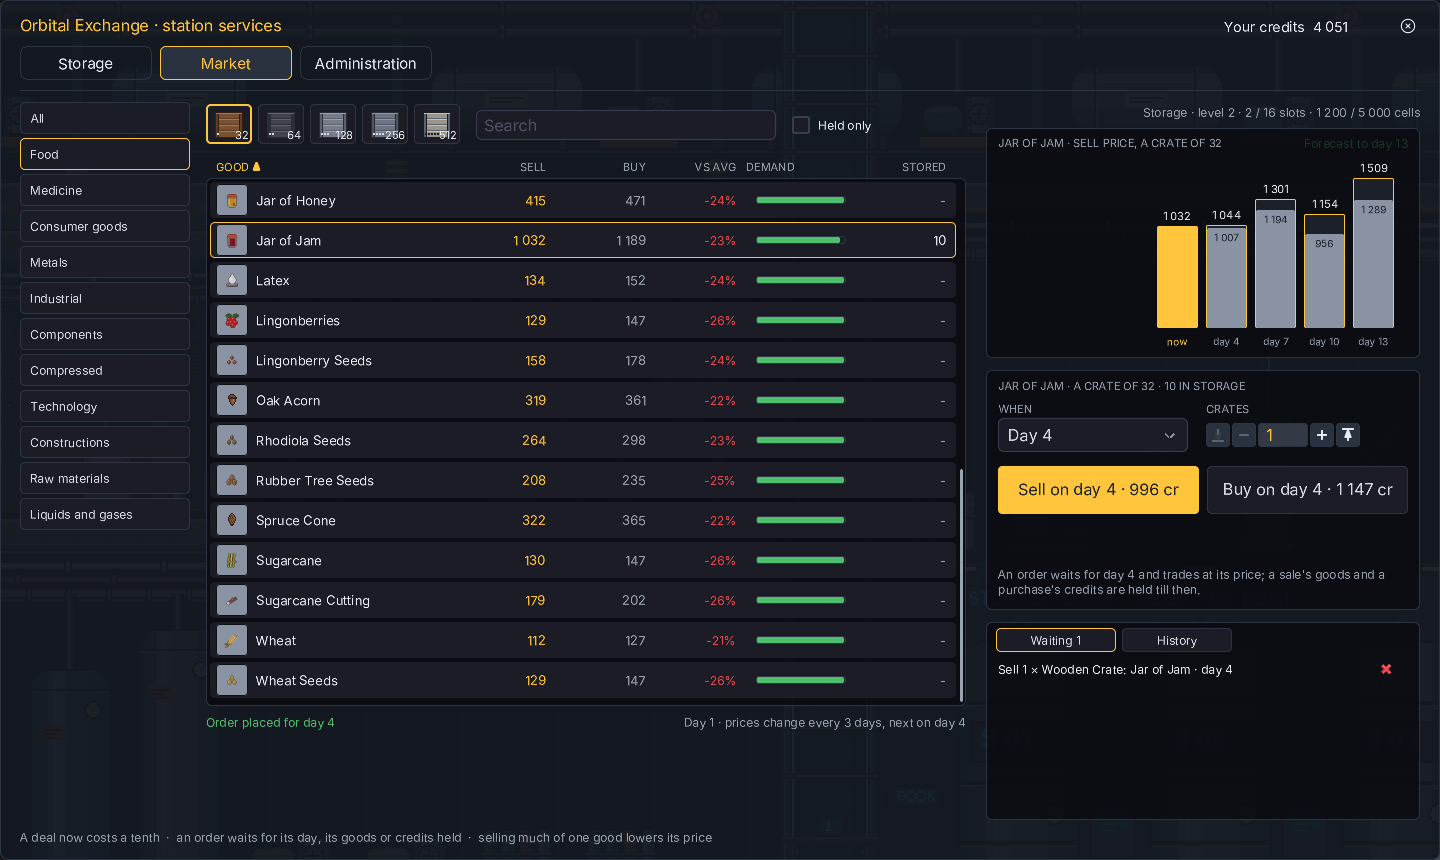 Orbital Exchange · station services
Your credits 4 051
Storage
Market
Administration
All
Food
Medicine
Consumer goods
Metals
Industrial
Components
Compressed
Technology
Constructions
Raw materials
Liquids and gases
32
64
128
256
512
Search
Held only
GOOD SELL BUY VS AVG DEMAND STORED
Jar of Honey 415 471 -24% -
Jar of Jam 1 032 1 189 -23% 10
Latex 134 152 -24% -
Lingonberries 129 147 -26% -
Lingonberry Seeds 158 178 -24% -
Oak Acorn 319 361 -22% -
Rhodiola Seeds 264 298 -23% -
Rubber Tree Seeds 208 235 -25% -
Spruce Cone 322 365 -22% -
Sugarcane 130 147 -26% -
Sugarcane Cutting 179 202 -26% -
Wheat 112 127 -21% -
Wheat Seeds 129 147 -26% -
Order placed for day 4
Day 1 · prices change every 3 days, next on day 4
Storage · level 2 · 2 / 16 slots · 1 200 / 5 000 cells
JAR OF JAM · SELL PRICE, A CRATE OF 32
Forecast to day 13
1 032
1 044
1 007
1 301
1 194
1 154
956
1 509
1 289
now
day 4
day 7
day 10
day 13
JAR OF JAM · A CRATE OF 32 · 10 IN STORAGE
WHEN
CRATES
Day 4
1
Sell on day 4 · 996 cr
Buy on day 4 · 1 147 cr
An order waits for day 4 and trades at its price; a sale's goods and a
purchase's credits are held till then.
Waiting 1
History
Sell 1 × Wooden Crate: Jar of Jam · day 4
DOCK
A deal now costs a tenth · an order waits for its day, its goods or credits held · selling much of one good lowers its price